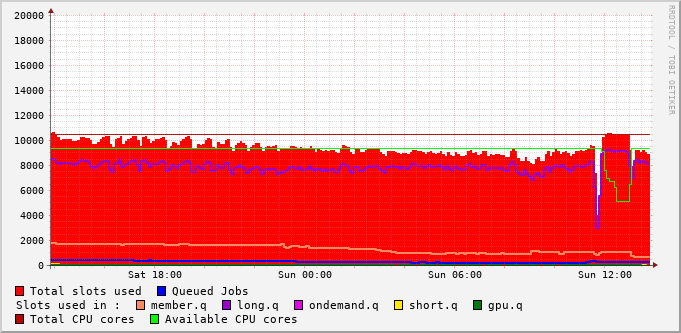 20000
18000
16000
14000
12000
10000
8000
6000
4000
2000
0
Sat 18:00 Sun 00:00 Sun 06:00 Sun 12:00
RRDTOOL / TOBI OETIKER
Total slots used Queued Jobs
Slots used in : member.q long.q ondemand.q short.q gpu.q
Total CPU cores Available CPU cores